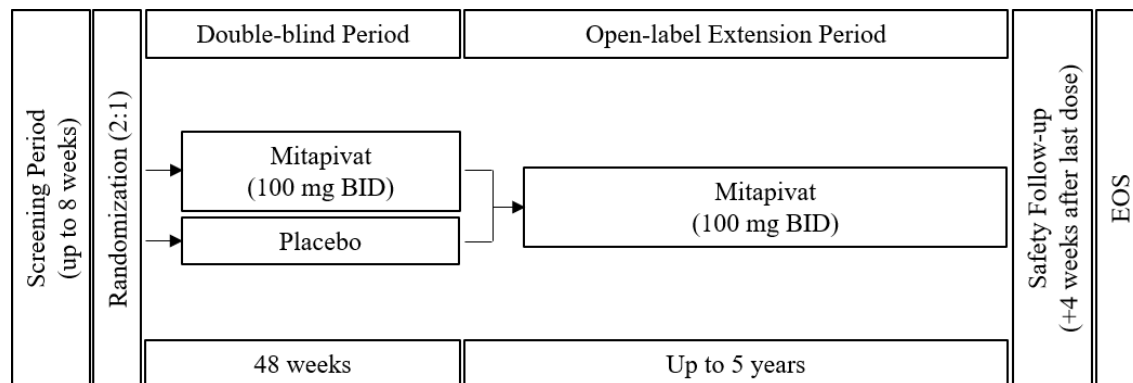 Screening Period
(up to 8 weeks)
Randomization (2:1)
Double-blind Period
Open-label Extension Period
Mitapivat
(100 mg BID)
Placebo
Mitapivat
(100 mg BID)
48 weeks
Up to 5 years
Safety Follow-up
(+4 weeks after last dose)
EOS